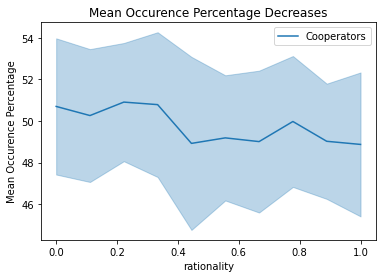 Mean Occurence Percentage Decreases
Cooperators
Mean Occurence Percentage
54
52
50
48
46
0.0 0.2 0.4 0.6 0.8 1.0
rationality